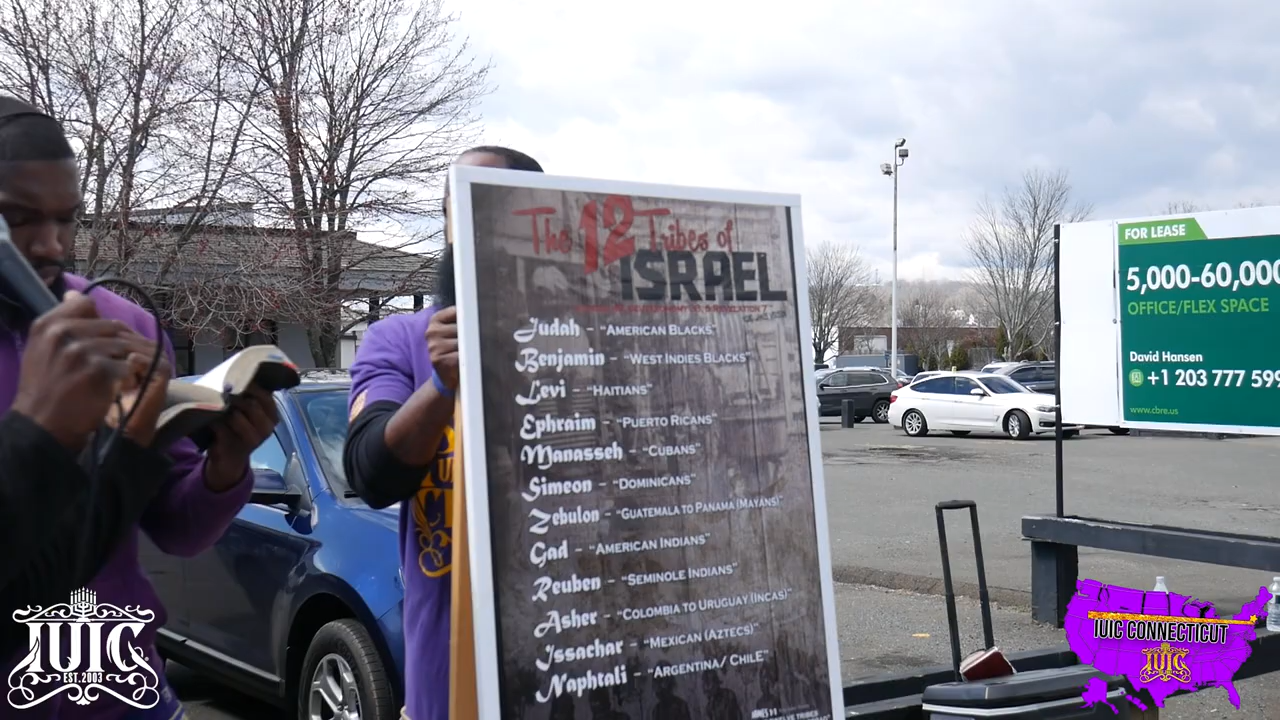 The 12 Tribes of
ISRAEL
Judah – "AMERICAN BLACKS"
Benjamin – "WEST INDIES BLACKS"
Levi – "HAITIANS"
Ephraim – "PUERTO RICANS"
Manasseh – "CUBANS"
Simeon – "DOMINICANS"
Zebulon – "GUATEMALA TO PANAMA (MAYANS)"
Gad – "AMERICAN INDIANS"
Reuben – "SEMINOLE INDIANS"
Asher – "COLOMBIA TO URUGUAY (INCAS)"
Issachar – "MEXICAN (AZTECS)"
Naphtali – "ARGENTINA/ CHILE"
FOR LEASE
5,000-60,000
OFFICE/FLEX SPACE
David Hansen
+1 203 777 599
www.cbre.us
IUIC
EST.2003
IUIC CONNECTICUT
IUIC